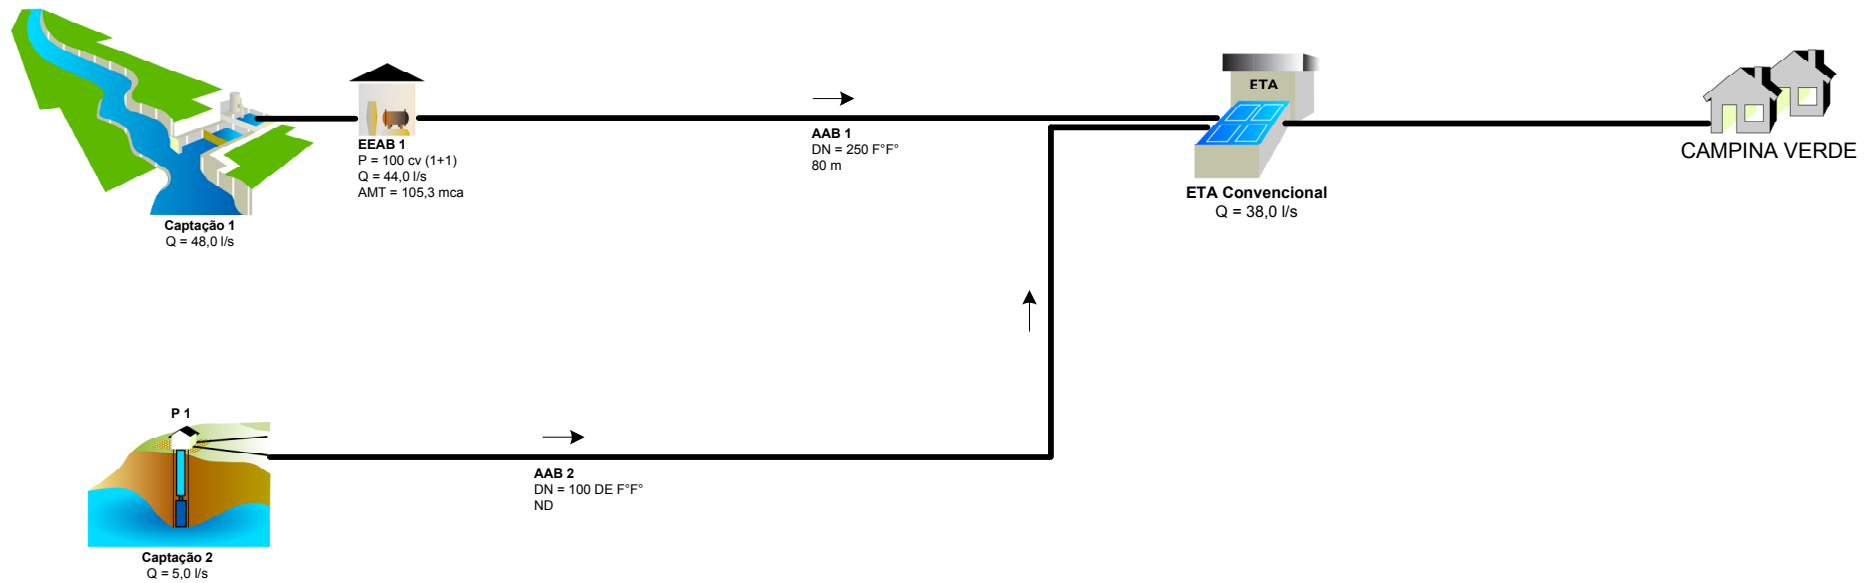 Captação 1
Q = 48,0 l/s
EEAB 1
P = 100 cv (1+1)
Q = 44,0 l/s
AMT = 105,3 mca
AAB 1
DN = 250 F°F°
80 m
ETA
ETA Convencional
Q = 38,0 l/s
CAMPINA VERDE
P 1
Captação 2
Q = 5,0 l/s
AAB 2
DN = 100 DE F°F°
ND